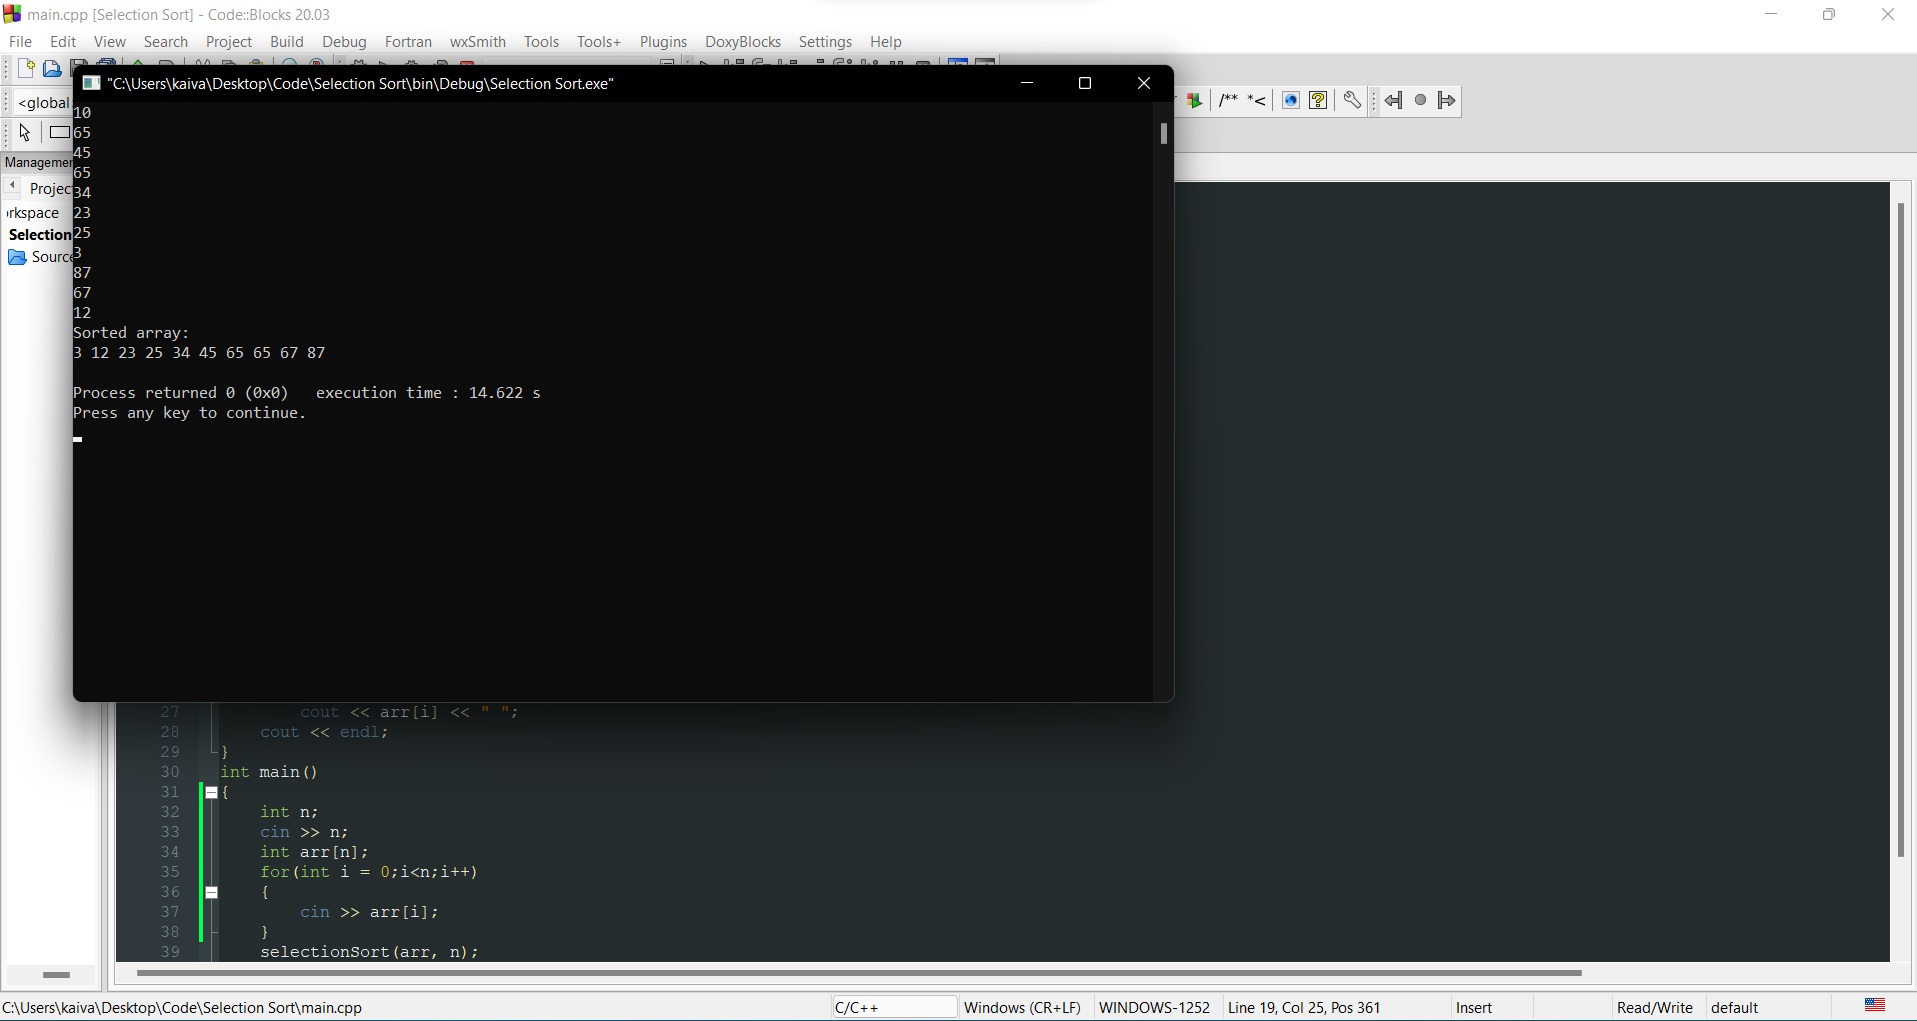 main.cpp [Selection Sort] - Code::Blocks 20.03
File Edit View Search Project Build Debug Fortran wxSmith Tools Tools+ Plugins DoxyBlocks Settings Help
"C:\Users\kaiva\Desktop\Code\Selection Sort\bin\Debug\Selection Sort.exe"
<global
/** *<
Management
Projec
rkspace
Selection
Source
10
65
45
65
34
23
25
3
87
67
12
Sorted array:
3 12 23 25 34 45 65 65 67 87
Process returned 0 (0x0) execution time : 14.622 s
Press any key to continue.
27 cout << arr[i] << " ";
28 cout << endl;
29 }
30 int main()
31 {
32 int n;
33 cin >> n;
34 int arr[n];
35 for(int i = 0;i<n;i++)
36 {
37 cin >> arr[i];
38 }
39 selectionSort(arr, n);
C:\Users\kaiva\Desktop\Code\Selection Sort\main.cpp C/C++ Windows (CR+LF) WINDOWS-1252 Line 19, Col 25, Pos 361 Insert Read/Write default